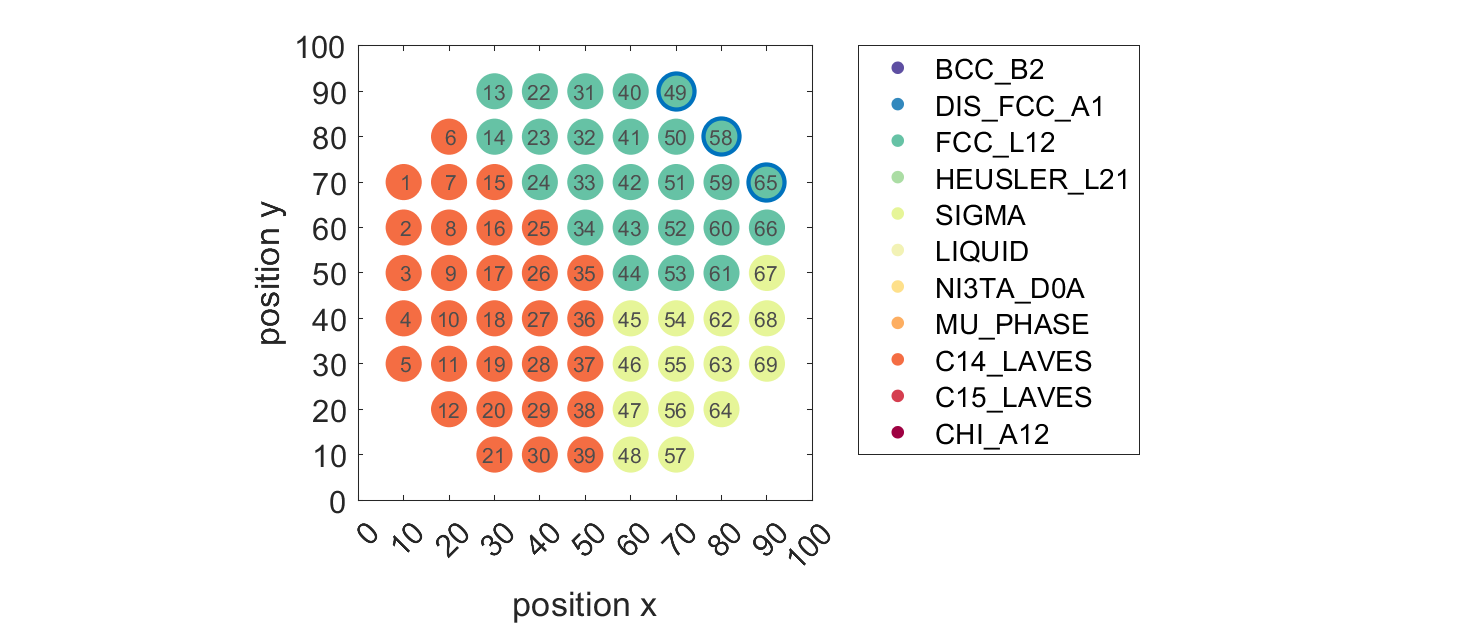 100
90 13 22 31 40 49
80 6 14 23 32 41 50 58
70 1 7 15 24 33 42 51 59 65
60 2 8 16 25 34 43 52 60 66
50 3 9 17 26 35 44 53 61 67
40 4 10 18 27 36 45 54 62 68
30 5 11 19 28 37 46 55 63 69
20 12 20 29 38 47 56 64
10 21 30 39 48 57
0
0 10 20 30 40 50 60 70 80 90 100
position x
position y
BCC_B2
DIS_FCC_A1
FCC_L12
HEUSLER_L21
SIGMA
LIQUID
NI3TA_D0A
MU_PHASE
C14_LAVES
C15_LAVES
CHI_A12